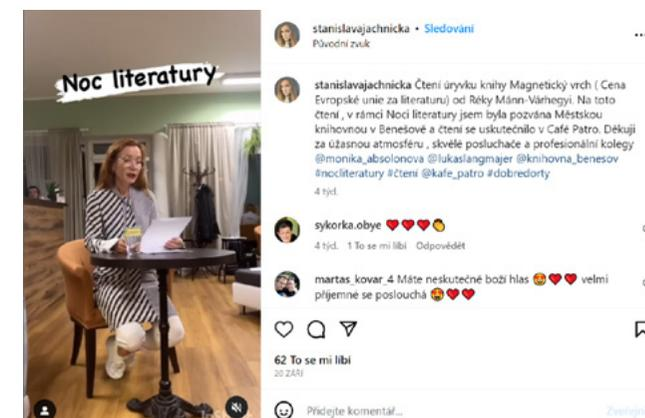 Noc literatury
stanislavajachnicka • Sledování
Původní zvuk
stanislavajachnicka Čtení úryvku knihy Magnetický vrch ( Cena
Evropské unie za literaturu) od Réky Mánn-Várhegyi. Na toto
čtení , v rámci Noci literatury jsem byla pozvána Městskou
knihovnou v Benešově a čtení se uskutečnilo v Café Patro. Děkuji
za úžasnou atmosféru , skvělé posluchače a profesionální kolegy
@monika_absolonova @lukaslangmajer @knihovna_benesov
#nocliteratury #čtení @kafe_patro #dobredorty
4 týd.
sykorka.obye ❤️❤️❤️👏
4 týd. 1 To se mi líbí Odpovědět
martas_kovar_4 Máte neskutečně boží hlas 😍❤️❤️ velmi
příjemně se poslouchá 😍❤️❤️
62 To se mi líbí
20 ZÁŘÍ
Přidejte komentář...